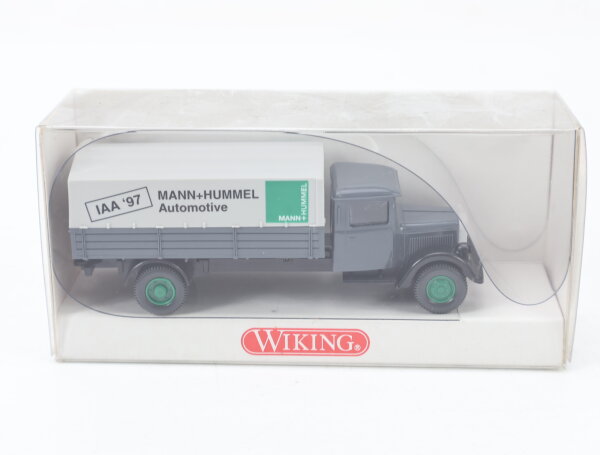 IAA '97
MANN+HUMMEL
Automotive
MANN+
HUMMEL
WIKING®